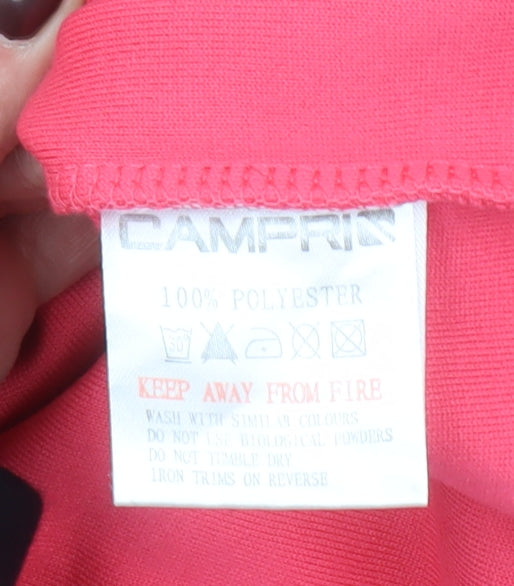 CAMPRI
100% POLYESTER
30°
KEEP AWAY FROM FIRE
WASH WITH SIMILAR COLOURS
DO NOT USE BIOLOGICAL POWDERS
DO NOT TUMBLE DRY
IRON TRIMS ON REVERSE